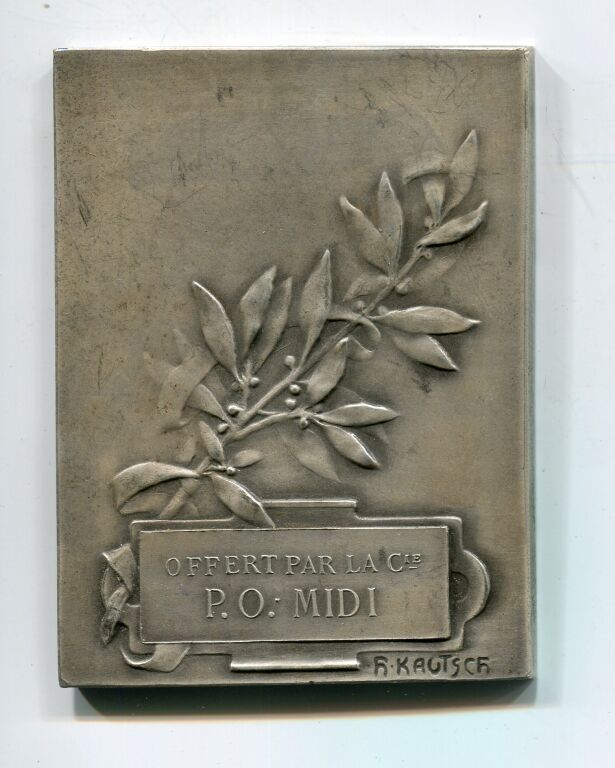 OFFERT PAR LA CIE
P. O.- MIDI
H·KAUTSCH